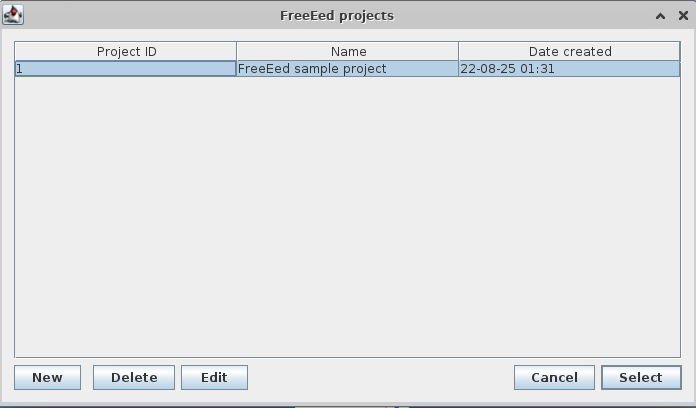 FreeEed projects
Project ID Name Date created
1 FreeEed sample project 22-08-25 01:31
New Delete Edit Cancel Select